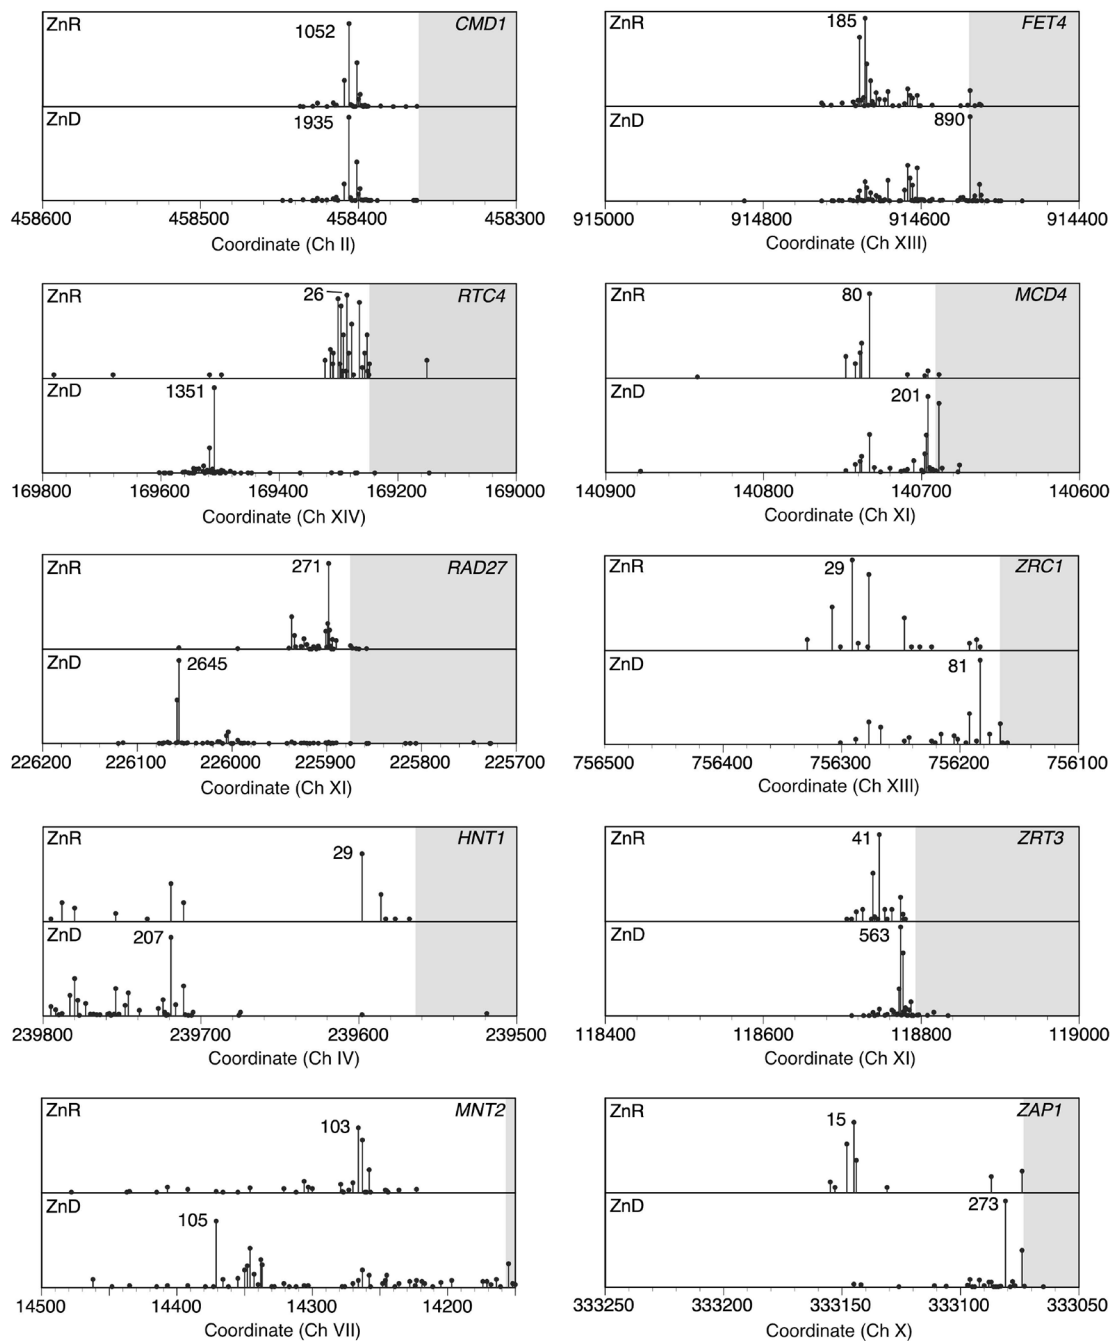 ZnR
CMD1
1052
ZnD
1935
458600
458500
458400
458300
Coordinate (Ch II)
ZnR
FET4
185
ZnD
890
915000
914800
914600
914400
Coordinate (Ch XIII)
ZnR
RTC4
26
ZnD
1351
169800
169600
169400
169200
169000
Coordinate (Ch XIV)
ZnR
MCD4
80
ZnD
201
140900
140800
140700
140600
Coordinate (Ch XI)
ZnR
RAD27
271
ZnD
2645
226200
226100
226000
225900
225800
225700
Coordinate (Ch XI)
ZnR
ZRC1
29
ZnD
81
756500
756400
756300
756200
756100
Coordinate (Ch XIII)
ZnR
HNT1
29
ZnD
207
239800
239700
239600
239500
Coordinate (Ch IV)
ZnR
ZRT3
41
ZnD
563
118400
118600
118800
119000
Coordinate (Ch XI)
ZnR
MNT2
103
ZnD
105
14500
14400
14300
14200
Coordinate (Ch VII)
ZnR
ZAP1
15
ZnD
273
333250
333200
333150
333100
333050
Coordinate (Ch X)